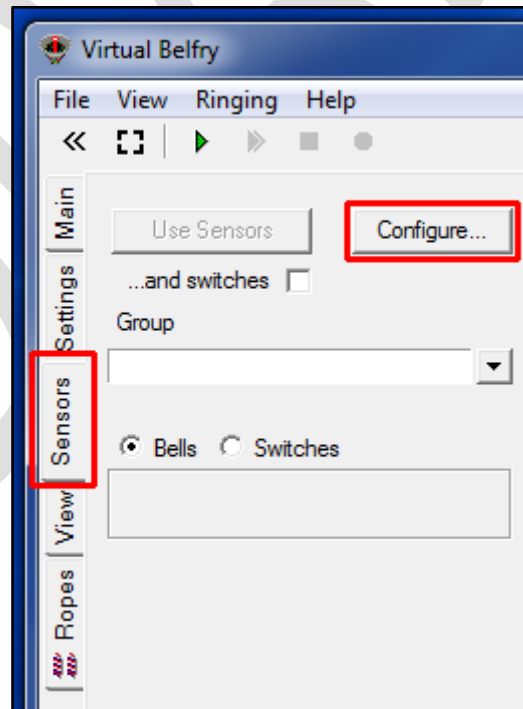 Virtual Belfry
File View Ringing Help
Main
Settings
Sensors
View
Ropes
Use Sensors Configure...
...and switches
Group
Bells Switches